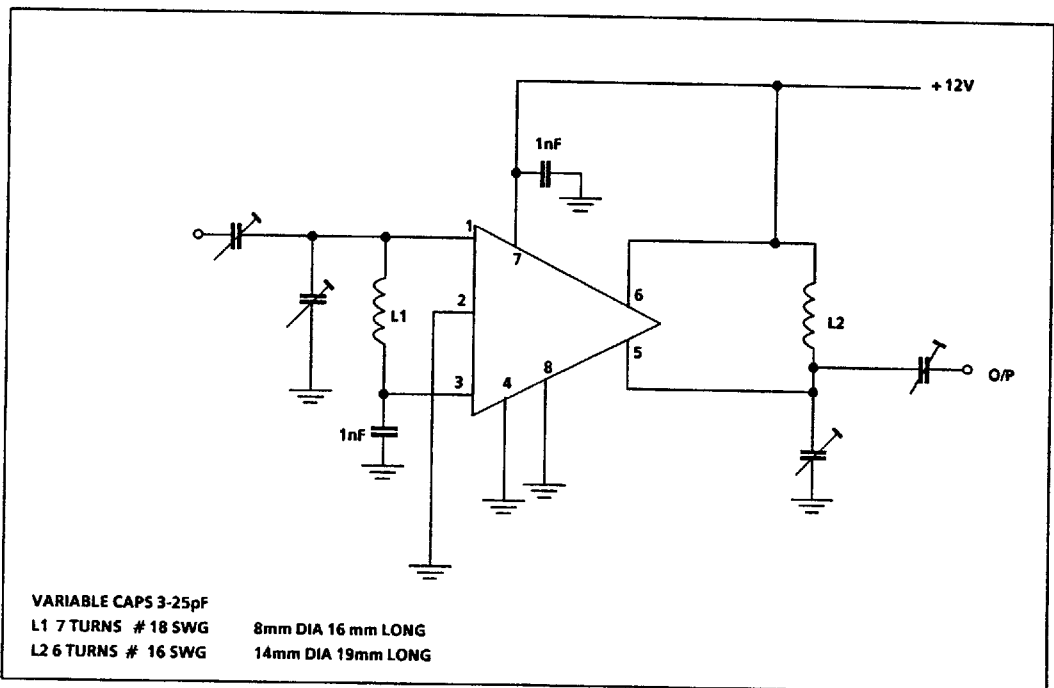 + 12V
1nF
1
7
2
L1
6
L2
5
O/P
3
4
8
1nF
VARIABLE CAPS 3-25pF
L1 7 TURNS # 18 SWG 8mm DIA 16 mm LONG
L2 6 TURNS # 16 SWG 14mm DIA 19mm LONG